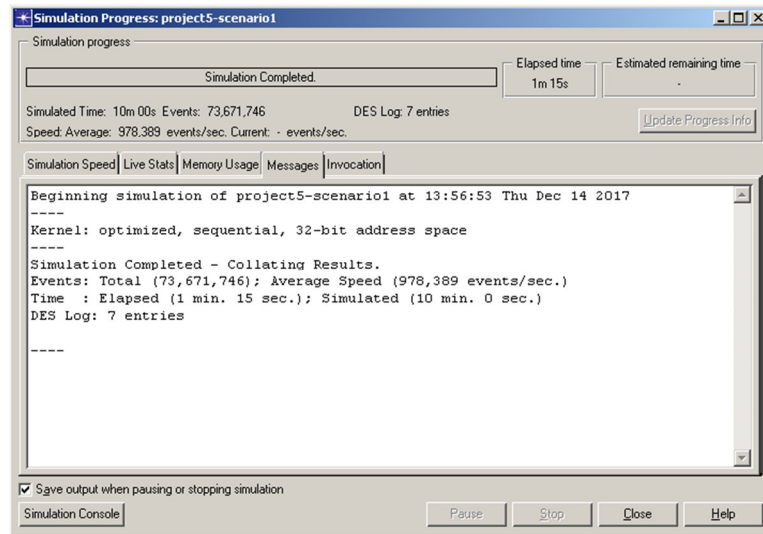 Simulation Progress: project5-scenario1
Simulation progress
Simulation Completed.
Elapsed time
1m 15s
Estimated remaining time
-
Simulated Time: 10m 00s Events: 73,671,746 DES Log: 7 entries
Speed: Average: 978,389 events/sec. Current: - events/sec.
Update Progress Info
Simulation Speed Live Stats Memory Usage Messages Invocation
Beginning simulation of project5-scenario1 at 13:56:53 Thu Dec 14 2017
----
Kernel: optimized, sequential, 32-bit address space
----
Simulation Completed - Collating Results.
Events: Total (73,671,746); Average Speed (978,389 events/sec.)
Time : Elapsed (1 min. 15 sec.); Simulated (10 min. 0 sec.)
DES Log: 7 entries
----
Save output when pausing or stopping simulation
Simulation Console Pause Stop Close Help